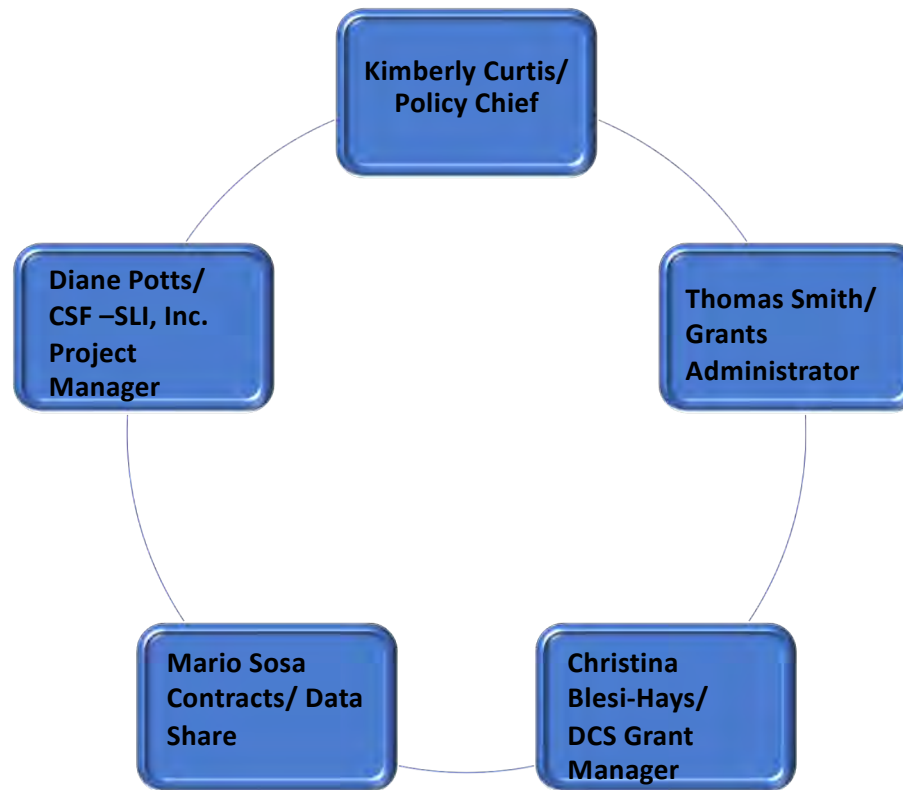 Kimberly Curtis/
Policy Chief
Diane Potts/
CSF –SLI, Inc.
Project
Manager
Thomas Smith/
Grants
Administrator
Mario Sosa
Contracts/ Data
Share
Christina
Blesi-Hays/
DCS Grant
Manager